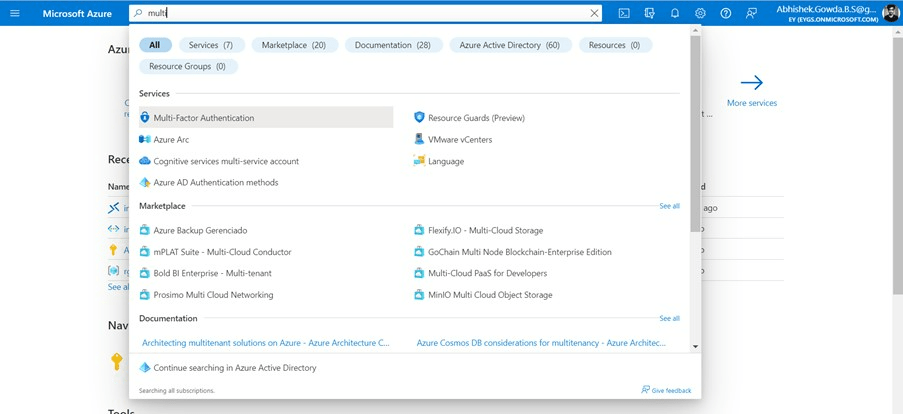 Microsoft Azure
multi
Abhishek.Gowda.B.S@g...
EY (EYGS.ONMICROSOFT.COM)
All
Services (7)
Marketplace (20)
Documentation (28)
Azure Active Directory (60)
Resources (0)
Resource Groups (0)
Services
Multi-Factor Authentication
Resource Guards (Preview)
Azure Arc
VMware vCenters
Cognitive services multi-service account
Language
Azure AD Authentication methods
More services
Marketplace
See all
Azure Backup Gerenciado
Flexify.IO - Multi-Cloud Storage
mPLAT Suite - Multi-Cloud Conductor
GoChain Multi Node Blockchain-Enterprise Edition
Bold BI Enterprise - Multi-tenant
Multi-Cloud PaaS for Developers
Prosimo Multi Cloud Networking
MinIO Multi Cloud Object Storage
Documentation
See all
Architecting multitenant solutions on Azure - Azure Architecture C...
Azure Cosmos DB considerations for multitenancy - Azure Architec...
Continue searching in Azure Active Directory
Searching all subscriptions.
Give feedback
Azu
Rece
Name
ago
See al
Nav
Tools